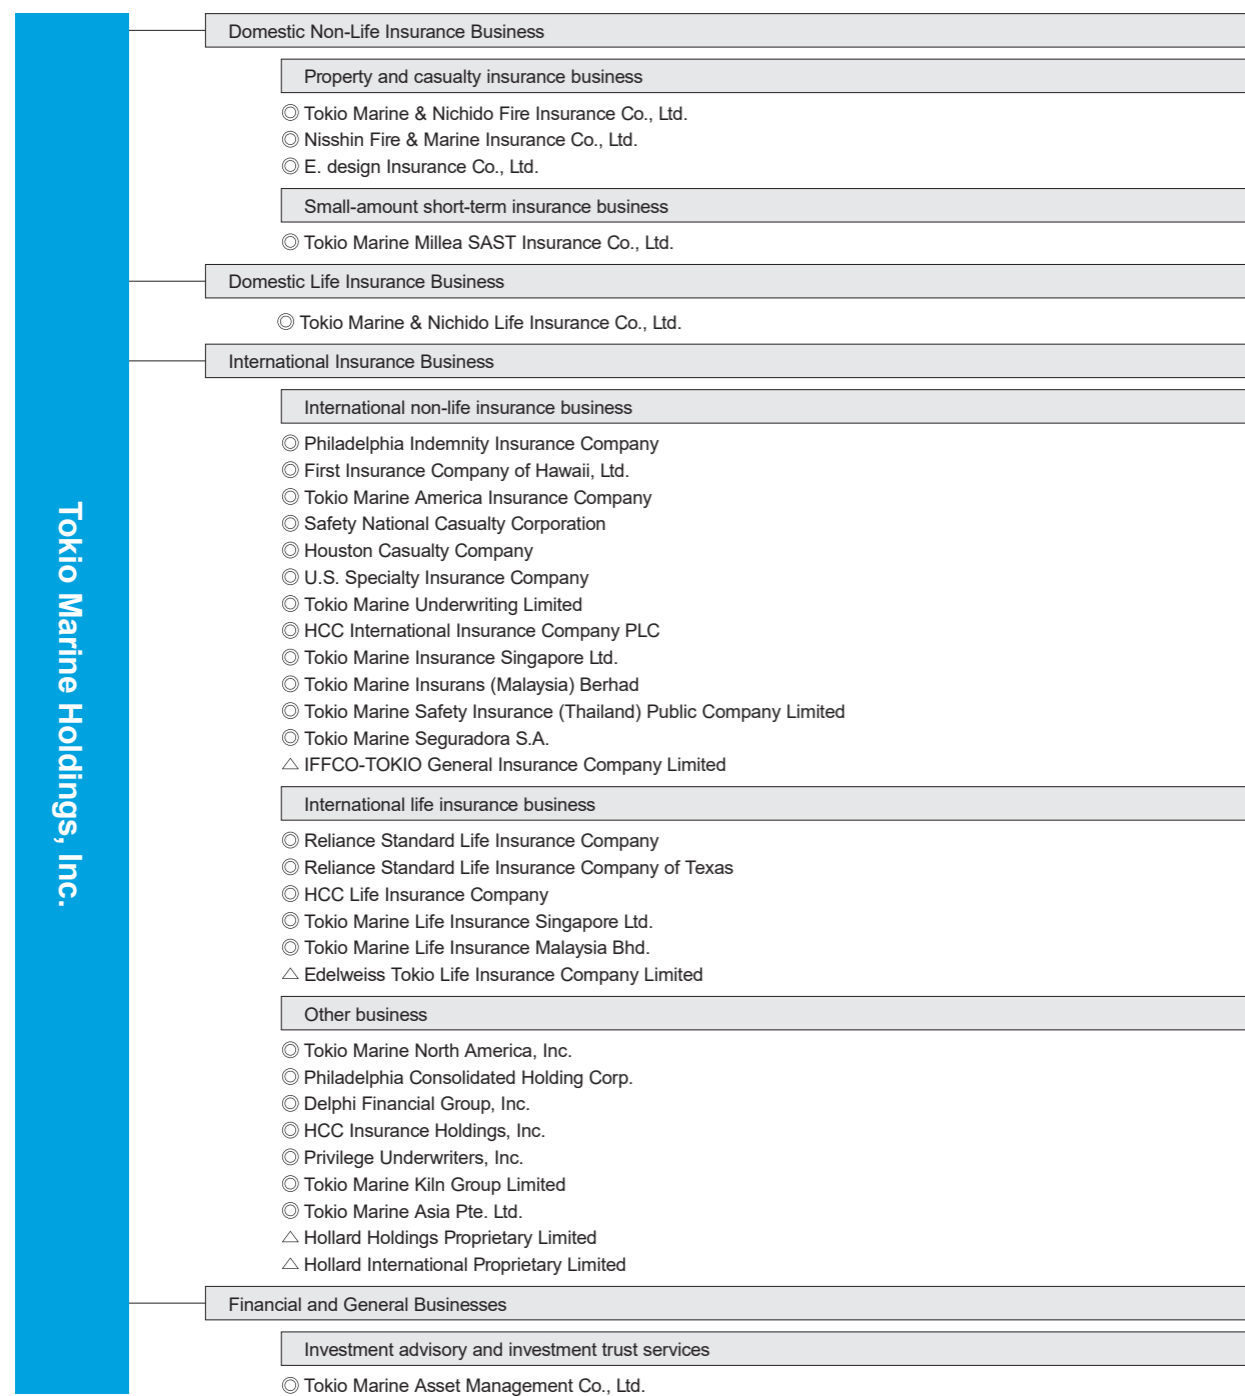 Tokio Marine Holdings, Inc.
Domestic Non-Life Insurance Business
Property and casualty insurance business
◎ Tokio Marine & Nichido Fire Insurance Co., Ltd.
◎ Nisshin Fire & Marine Insurance Co., Ltd.
◎ E. design Insurance Co., Ltd.
Small-amount short-term insurance business
◎ Tokio Marine Millea SAST Insurance Co., Ltd.
Domestic Life Insurance Business
◎ Tokio Marine & Nichido Life Insurance Co., Ltd.
International Insurance Business
International non-life insurance business
◎ Philadelphia Indemnity Insurance Company
◎ First Insurance Company of Hawaii, Ltd.
◎ Tokio Marine America Insurance Company
◎ Safety National Casualty Corporation
◎ Houston Casualty Company
◎ U.S. Specialty Insurance Company
◎ Tokio Marine Underwriting Limited
◎ HCC International Insurance Company PLC
◎ Tokio Marine Insurance Singapore Ltd.
◎ Tokio Marine Insurans (Malaysia) Berhad
◎ Tokio Marine Safety Insurance (Thailand) Public Company Limited
◎ Tokio Marine Seguradora S.A.
△ IFFCO-TOKIO General Insurance Company Limited
International life insurance business
◎ Reliance Standard Life Insurance Company
◎ Reliance Standard Life Insurance Company of Texas
◎ HCC Life Insurance Company
◎ Tokio Marine Life Insurance Singapore Ltd.
◎ Tokio Marine Life Insurance Malaysia Bhd.
△ Edelweiss Tokio Life Insurance Company Limited
Other business
◎ Tokio Marine North America, Inc.
◎ Philadelphia Consolidated Holding Corp.
◎ Delphi Financial Group, Inc.
◎ HCC Insurance Holdings, Inc.
◎ Privilege Underwriters, Inc.
◎ Tokio Marine Kiln Group Limited
◎ Tokio Marine Asia Pte. Ltd.
△ Hollard Holdings Proprietary Limited
△ Hollard International Proprietary Limited
Financial and General Businesses
Investment advisory and investment trust services
◎ Tokio Marine Asset Management Co., Ltd.